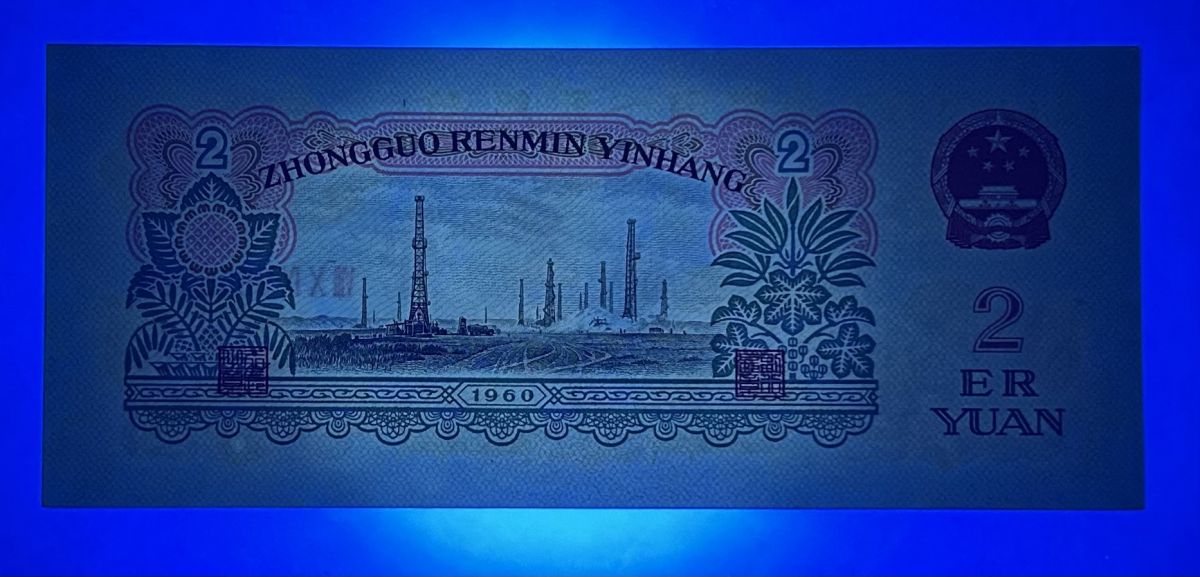 2
ZHONGGUO RENMIN YINHANG
2
1960
2
ER
YUAN